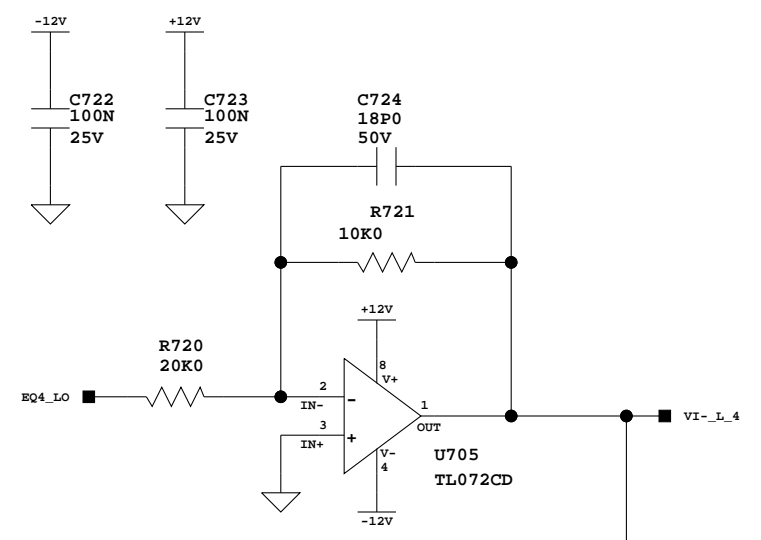 -12V
+12V
C722
100N
25V
C723
100N
25V
C724
18P0
50V
R721
10K0
+12V
R720
20K0
8
V+
EQ4_LO
2
IN-
-
1
OUT
VI-_L_4
3
IN+
+
V-
4
U705
TL072CD
-12V